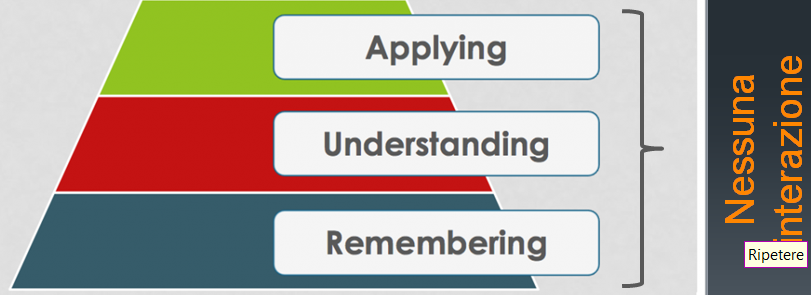 Applying
Understanding
Remembering
Nessuna
interazione
Ripetere